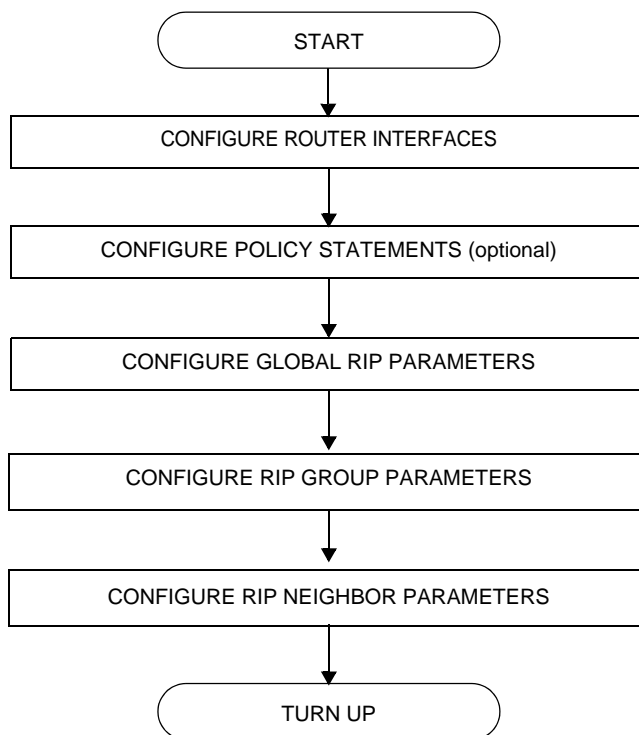 START
CONFIGURE ROUTER INTERFACES
CONFIGURE POLICY STATEMENTS (optional)
CONFIGURE GLOBAL RIP PARAMETERS
CONFIGURE RIP GROUP PARAMETERS
CONFIGURE RIP NEIGHBOR PARAMETERS
TURN UP